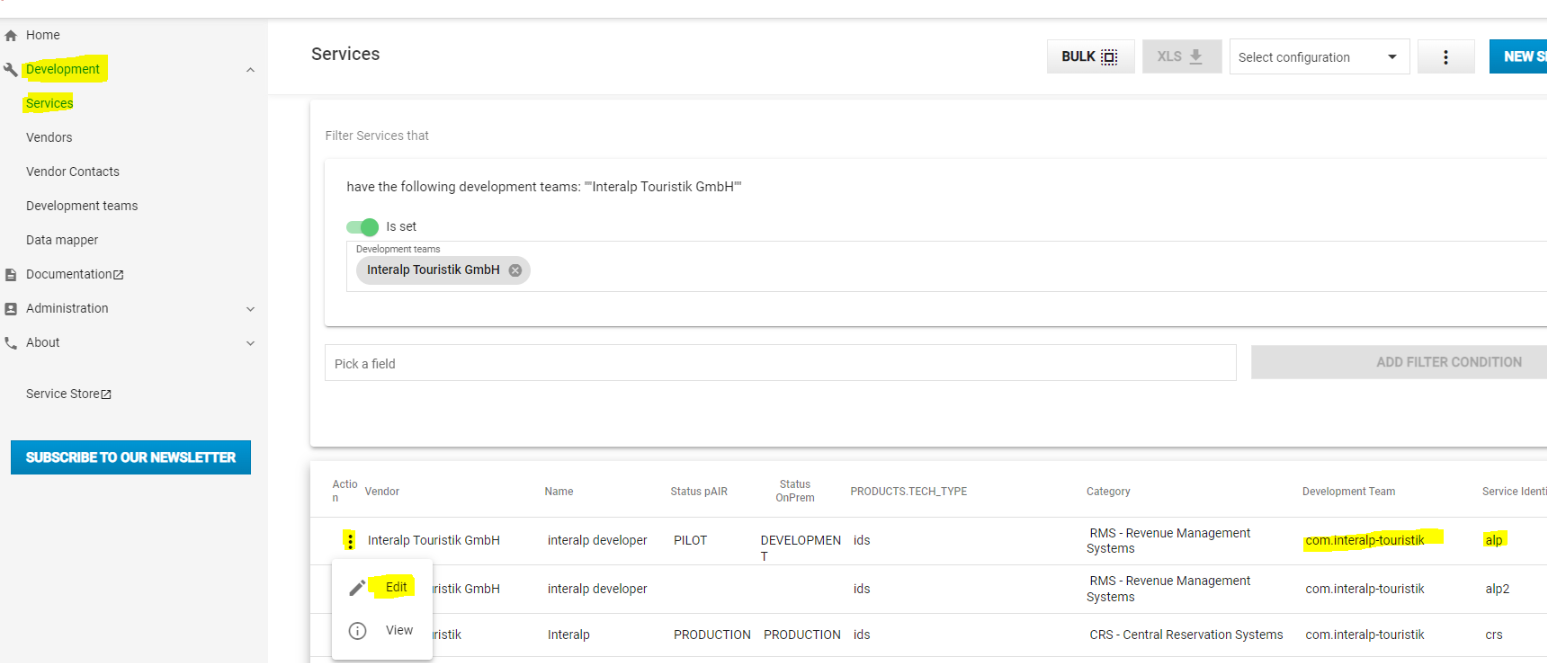 Home
Services
BULK
XLS
Select configuration
NEW S
Development
Services
Vendors
Vendor Contacts
Development teams
Data mapper
Documentation
Administration
About
Service Store
SUBSCRIBE TO OUR NEWSLETTER
Filter Services that
have the following development teams: ""Interalp Touristik GmbH""
Is set
Development teams
Interalp Touristik GmbH
Pick a field
ADD FILTER CONDITION
Actio
n
Vendor
Name
Status pAIR
Status
OnPrem
PRODUCTS.TECH_TYPE
Category
Development Team
Service Identi
Interalp Touristik GmbH
interalp developer
PILOT
DEVELOPMEN
T
ids
RMS - Revenue Management
Systems
com.interalp-touristik
alp
Edit
ristik GmbH
interalp developer
ids
RMS - Revenue Management
Systems
com.interalp-touristik
alp2
View
ristik
Interalp
PRODUCTION
PRODUCTION
ids
CRS - Central Reservation Systems
com.interalp-touristik
crs